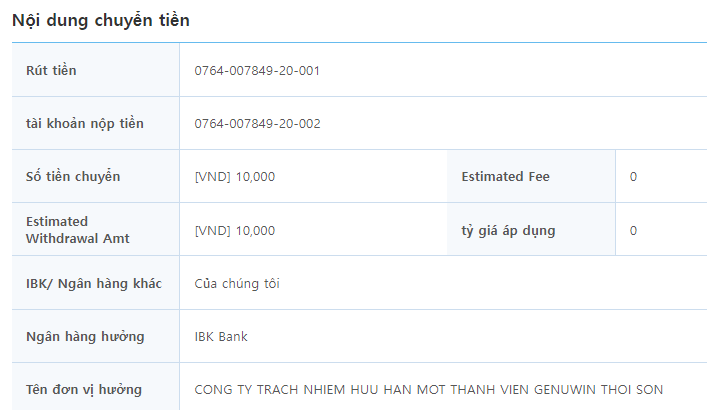 Nội dung chuyển tiền
Rút tiền 0764-007849-20-001
tài khoản nộp tiền 0764-007849-20-002
Số tiền chuyển [VND] 10,000 Estimated Fee 0
Estimated
Withdrawal Amt [VND] 10,000 tỷ giá áp dụng 0
IBK/ Ngân hàng khác Của chúng tôi
Ngân hàng hưởng IBK Bank
Tên đơn vị hưởng CONG TY TRACH NHIEM HUU HAN MOT THANH VIEN GENUWIN THOI SON